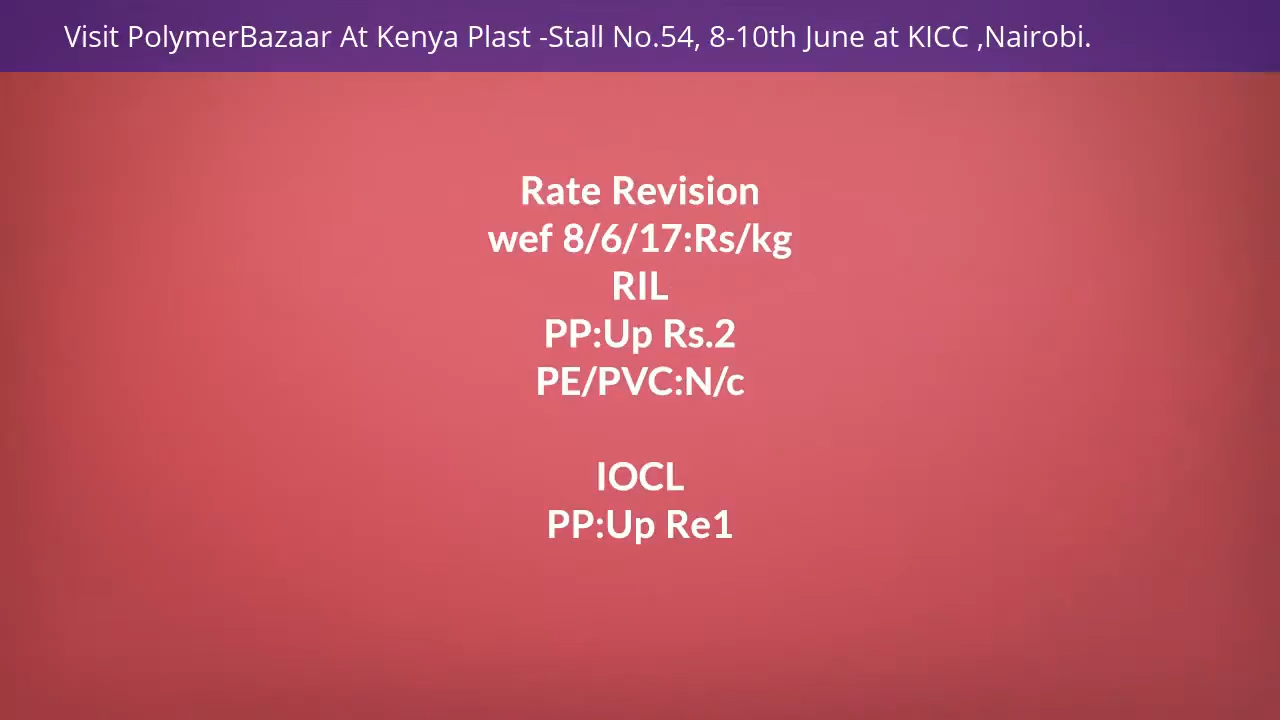 Visit PolymerBazaar At Kenya Plast -Stall No.54, 8-10th June at KICC ,Nairobi.
Rate Revision
wef 8/6/17:Rs/kg
RIL
PP:Up Rs.2
PE/PVC:N/c
IOCL
PP:Up Re1